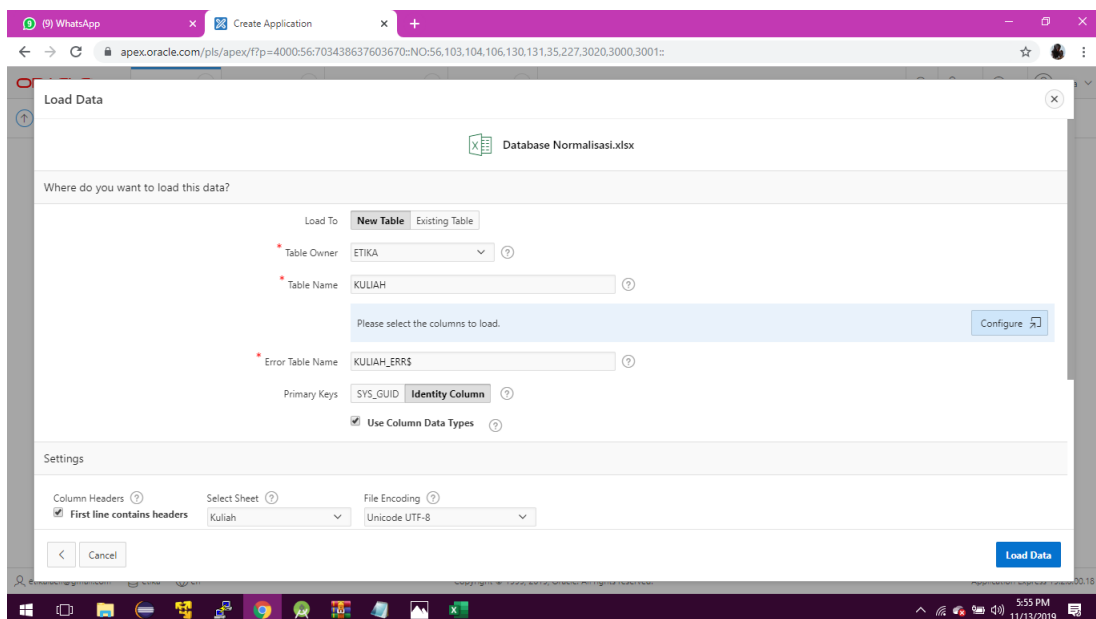 (9) WhatsApp
Create Application
apex.oracle.com/pls/apex/f?p=4000:56:703438637603670::NO:56,103,104,106,130,131,35,227,3020,3000,3001::
Load Data
Database Normalisasi.xlsx
Where do you want to load this data?
Load To New Table Existing Table
* Table Owner ETIKA
* Table Name KULIAH
Please select the columns to load. Configure
* Error Table Name KULIAH_ERR$
Primary Keys SYS_GUID Identity Column
Use Column Data Types
Settings
Column Headers Select Sheet File Encoding
First line contains headers Kuliah Unicode UTF-8
Cancel Load Data
5:55 PM
11/13/2019